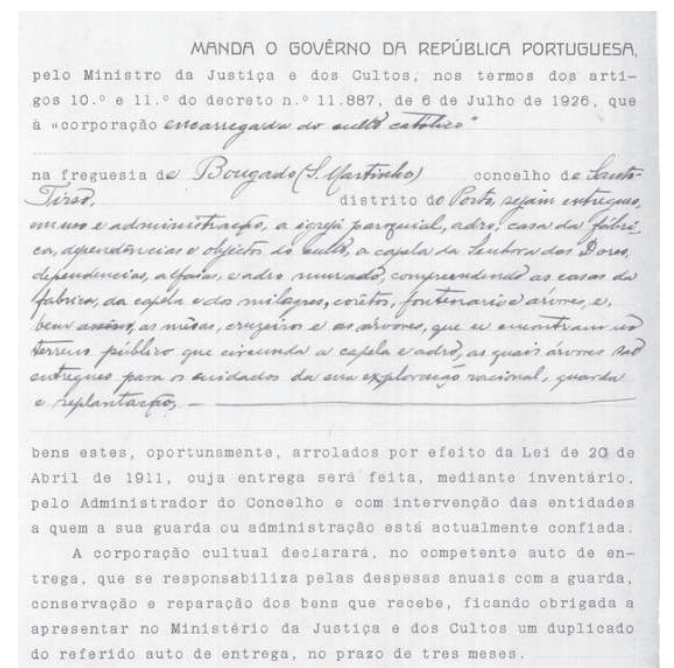 MANDA O GOVÊRNO DA REPÚBLICA PORTUGUESA,
pelo Ministro da Justiça e dos Cultos, nos termos dos arti-
gos 10.º e 11.º do decreto n.º 11.887, de 6 de Julho de 1926, que
à "corporação encarregada do culto católico"
na freguesia de Bougado (S. Martinho) concelho de Santo
Tirso, distrito do Porto, sejam entregues,
em uso e administração, a igreja paroquial, adro, casa da fábri-
ca, dependências e objectos do culto, a capela da Senhora das Dores,
dependencias, alfaias, e adro murado, compreendendo as casas da
fabrica, da capela e dos milagres, corêtos, fontenario e árvores, e,
bem assim, as mêsas, cruzeiro e as árvores, que se encontram no
terreno público que circunda a capela e adro, as quais árvores são
entregues para os cuidados da sua exploração racional, guarda
e replantação, —
bens estes, oportunamente, arrolados por efeito da Lei de 20 de
Abril de 1911, cuja entrega será feita, mediante inventário,
pelo Administrador do Concelho e com intervenção das entidades
a quem a sua guarda ou administração está actualmente confiada.
A corporação cultual declarará, no competente auto de en-
trega, que se responsabiliza pelas despesas anuais com a guarda,
conservação e reparação dos bens que recebe, ficando obrigada a
apresentar no Ministério da Justiça e dos Cultos um duplicado
do referido auto de entrega, no prazo de tres meses.